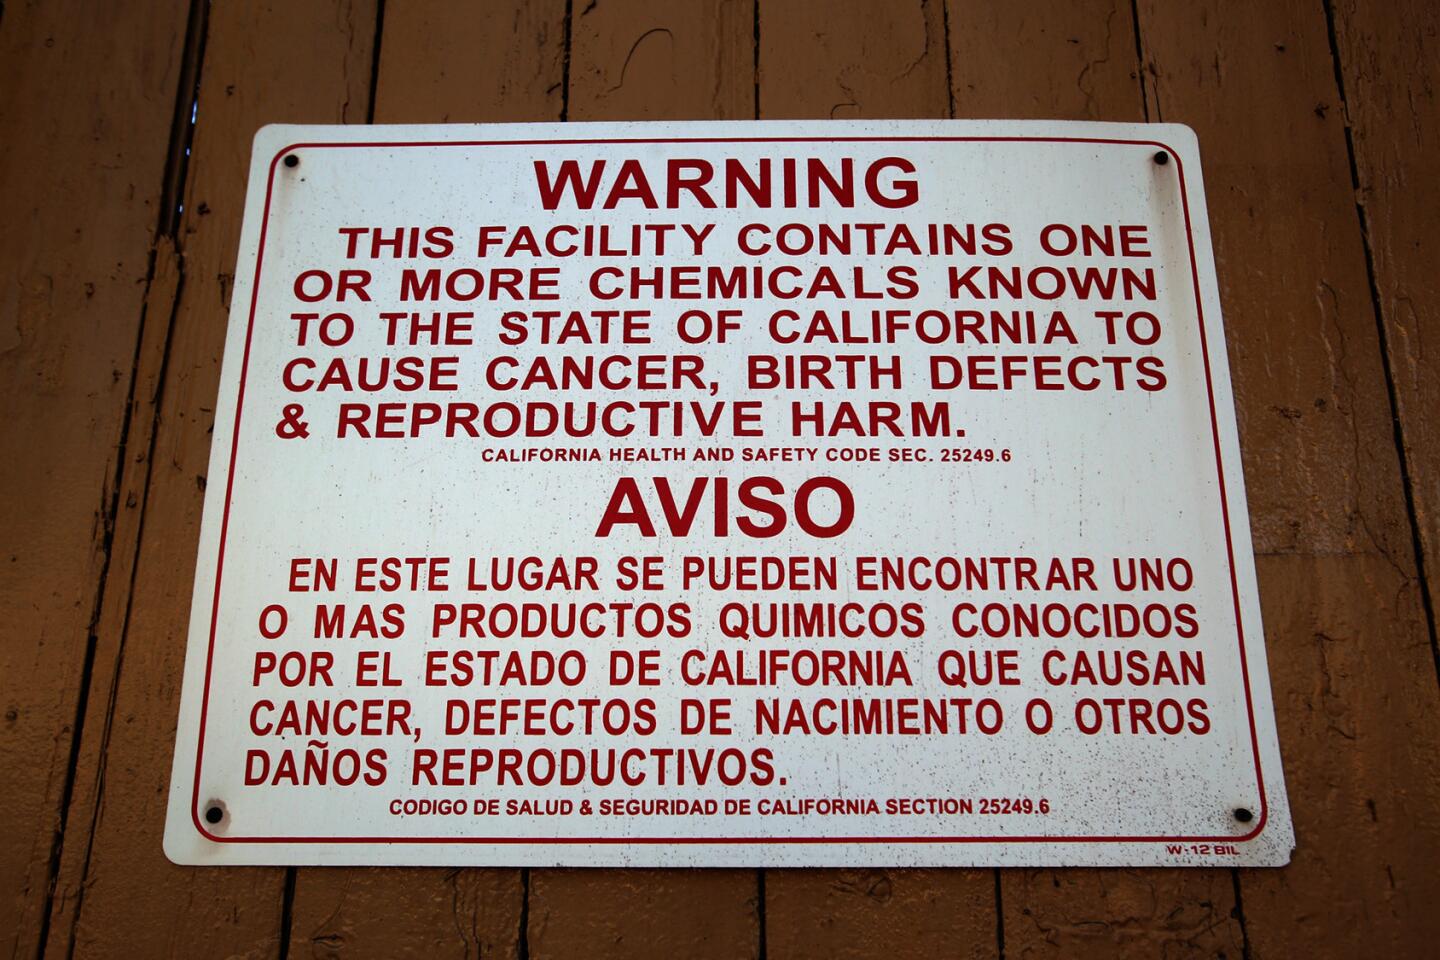 WARNING
THIS FACILITY CONTAINS ONE
OR MORE CHEMICALS KNOWN
TO THE STATE OF CALIFORNIA TO
CAUSE CANCER, BIRTH DEFECTS
& REPRODUCTIVE HARM.
CALIFORNIA HEALTH AND SAFETY CODE SEC. 25249.6
AVISO
EN ESTE LUGAR SE PUEDEN ENCONTRAR UNO
O MAS PRODUCTOS QUIMICOS CONOCIDOS
POR EL ESTADO DE CALIFORNIA QUE CAUSAN
CANCER, DEFECTOS DE NACIMIENTO O OTROS
DAÑOS REPRODUCTIVOS.
CODIGO DE SALUD & SEGURIDAD DE CALIFORNIA SECTION 25249.6
W-12 BIL